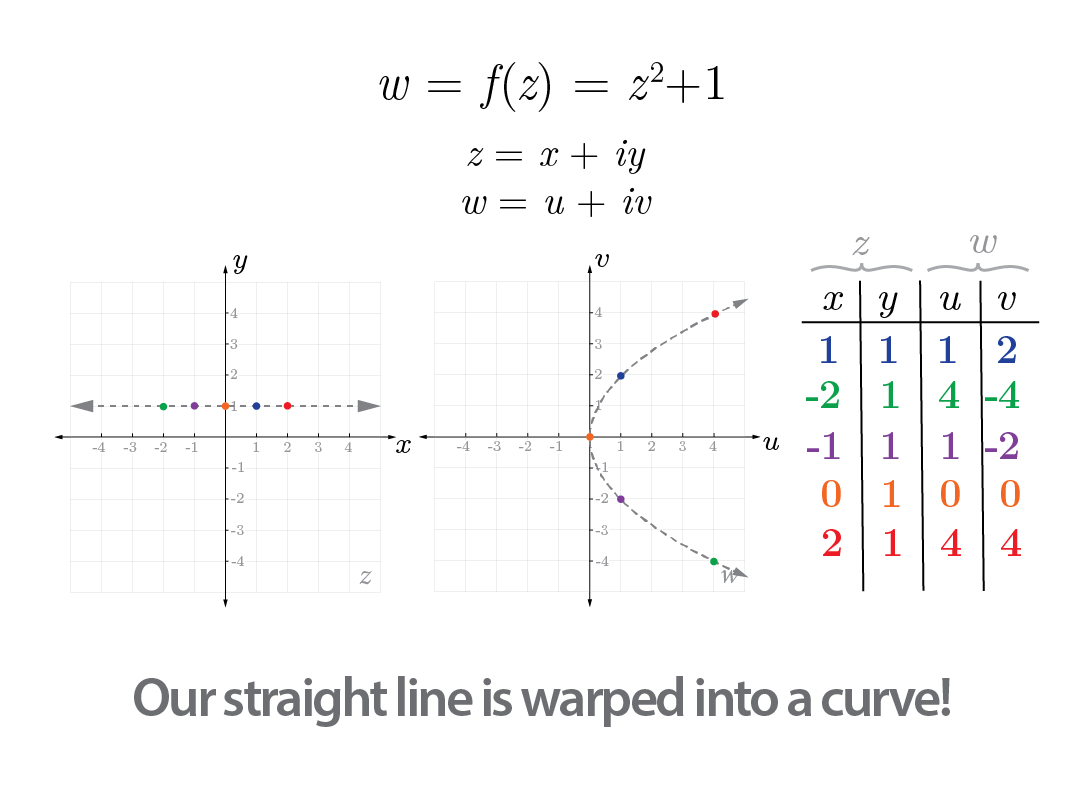 w = f(z) = z²+1
z = x + iy
w = u + iv
y
4
3
2
1
-1
-2
-3
-4
-4 -3 -2 -1 1 2 3 4
x
z
v
4
3
2
1
-1
-2
-3
-4
-4 -3 -2 -1 1 2 3 4
u
w
z w
x y u v
1 1 1 2
-2 1 4 -4
-1 1 1 -2
0 1 0 0
2 1 4 4
Our straight line is warped into a curve!